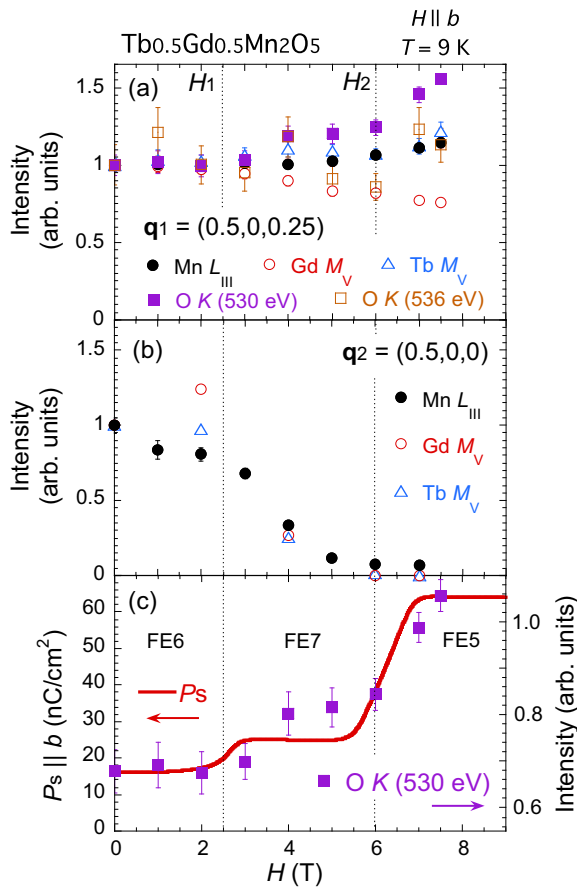 Tb0.5Gd0.5Mn2O5
H || b
T = 9 K
(a)
H1
H2
1.5
1
0.5
1
Intensity
(arb. units)
q1 = (0.5,0,0.25)
Mn LIII
Gd MV
Tb MV
O K (530 eV)
O K (536 eV)
(b)
q2 = (0.5,0,0)
1.5
1
0.5
0
Intensity
(arb. units)
Mn LIII
Gd MV
Tb MV
(c)
60
50
40
30
20
10
0
Ps || b (nC/cm2)
FE6
FE7
FE5
Ps
O K (530 eV)
1.0
0.8
0.6
Intensity (arb. units)
0
2
4
6
8
H (T)